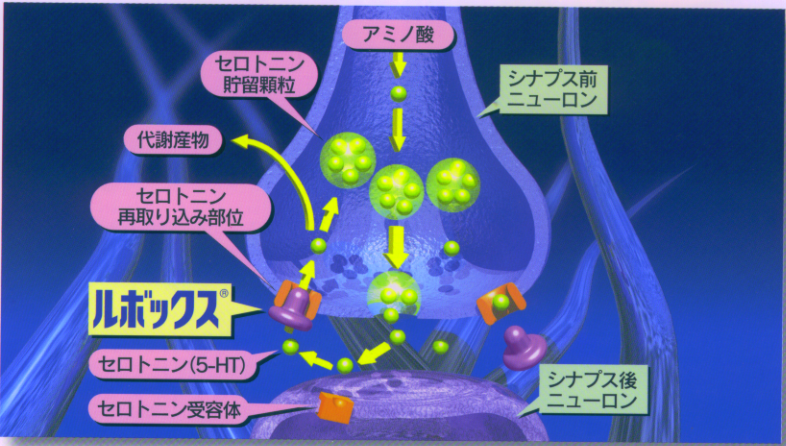 アミノ酸
セロトニン
貯留顆粒
シナプス前
ニューロン
代謝産物
セロトニン
再取り込み部位
ルボックス®
セロトニン(5-HT)
セロトニン受容体
シナプス後
ニューロン